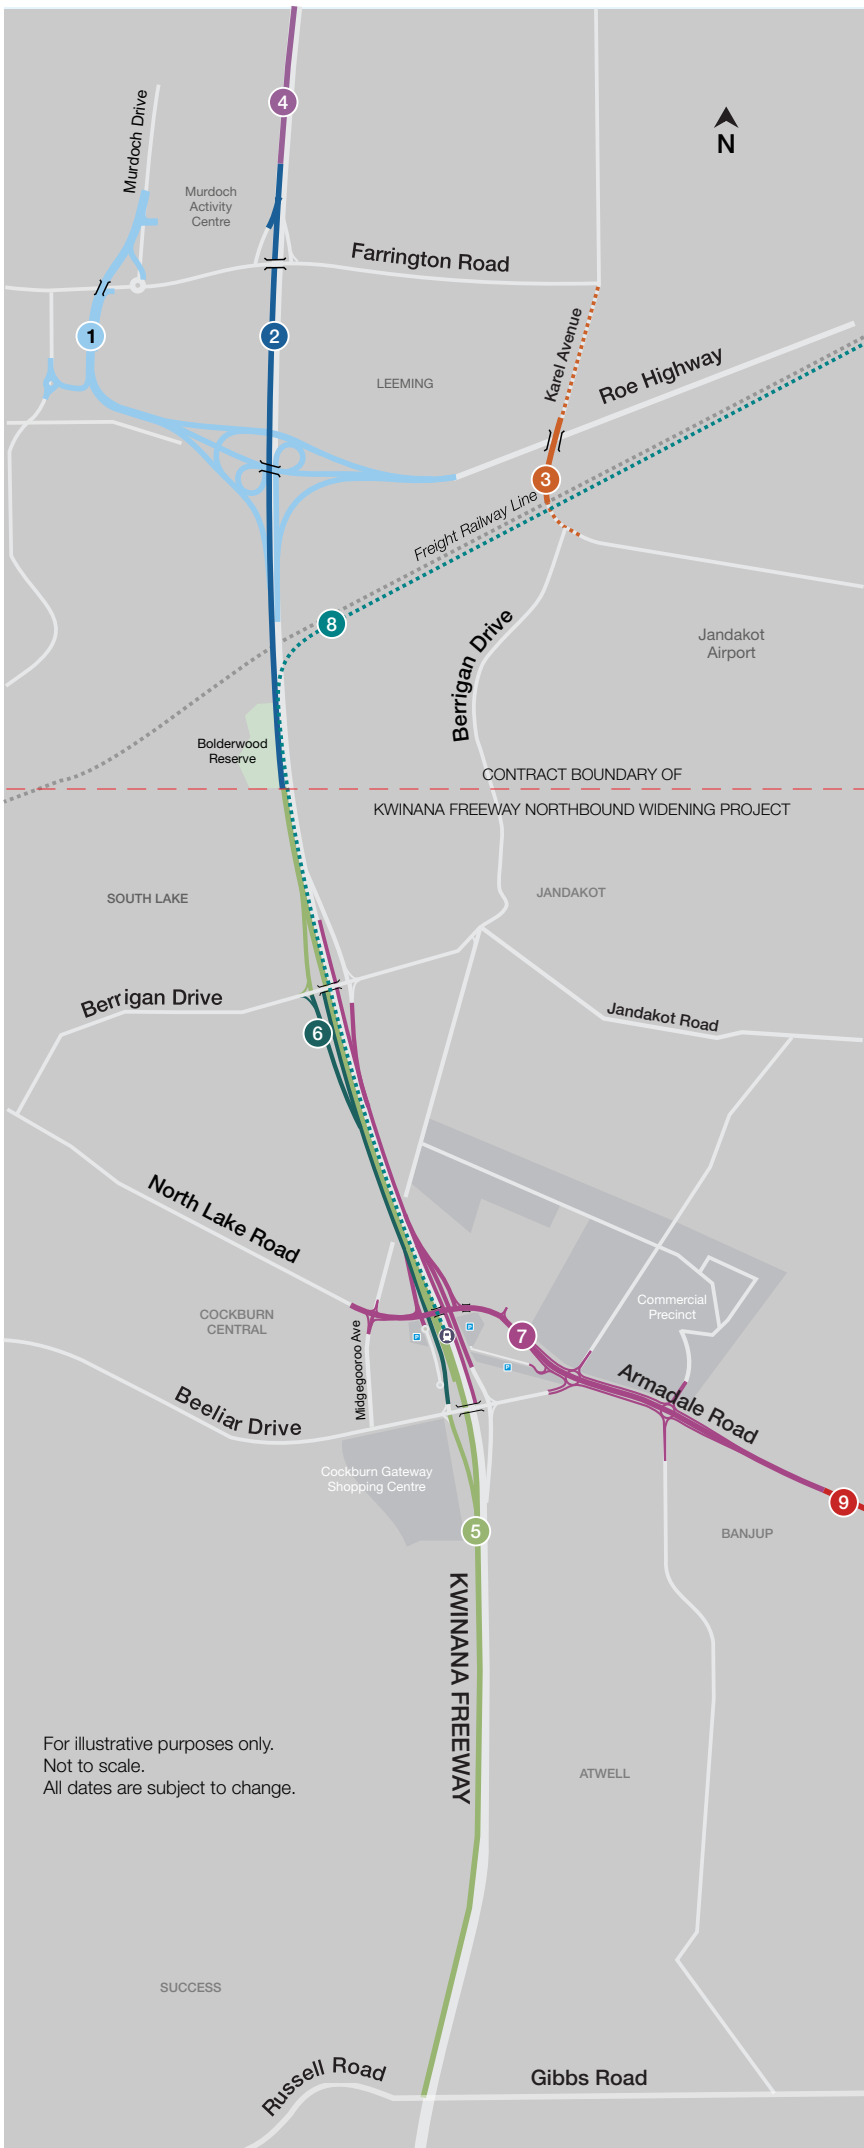 4
Murdoch Drive
N
Murdoch
Activity
Centre
Farrington Road
1
2
Karel Avenue
Roe Highway
LEEMING
3
Freight Railway Line
8
Berrigan Drive
Jandakot
Airport
Bolderwood
Reserve
CONTRACT BOUNDARY OF
KWINANA FREEWAY NORTHBOUND WIDENING PROJECT
SOUTH LAKE
JANDAKOT
Berrigan Drive
Jandakot Road
6
North Lake Road
COCKBURN
CENTRAL
Commercial
Precinct
Midgegooroo Ave
P
P
7
P
Armadale Road
Beeliar Drive
Cockburn Gateway
Shopping Centre
9
5
BANJUP
KWINANA FREEWAY
For illustrative purposes only.
Not to scale.
All dates are subject to change.
ATWELL
SUCCESS
Russell Road
Gibbs Road